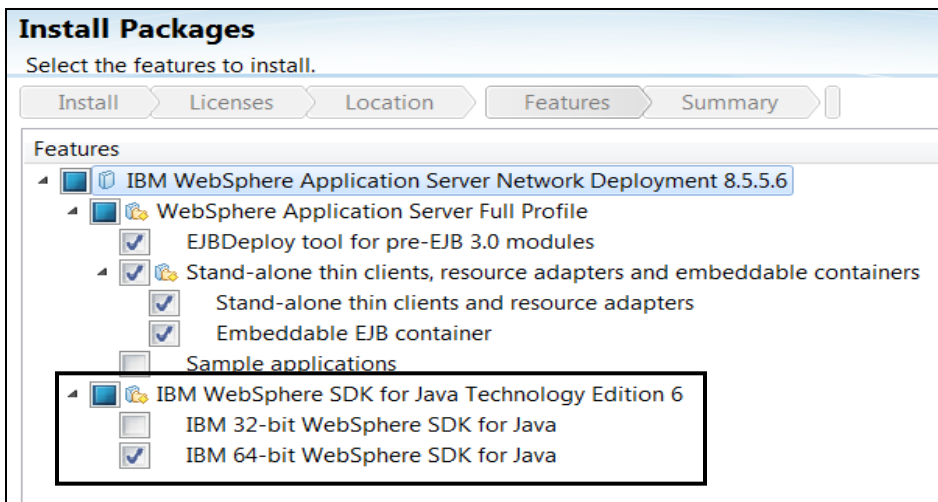 Install Packages
Select the features to install.
Install Licenses Location Features Summary
Features
IBM WebSphere Application Server Network Deployment 8.5.5.6
WebSphere Application Server Full Profile
EJBDeploy tool for pre-EJB 3.0 modules
Stand-alone thin clients, resource adapters and embeddable containers
Stand-alone thin clients and resource adapters
Embeddable EJB container
Sample applications
IBM WebSphere SDK for Java Technology Edition 6
IBM 32-bit WebSphere SDK for Java
IBM 64-bit WebSphere SDK for Java